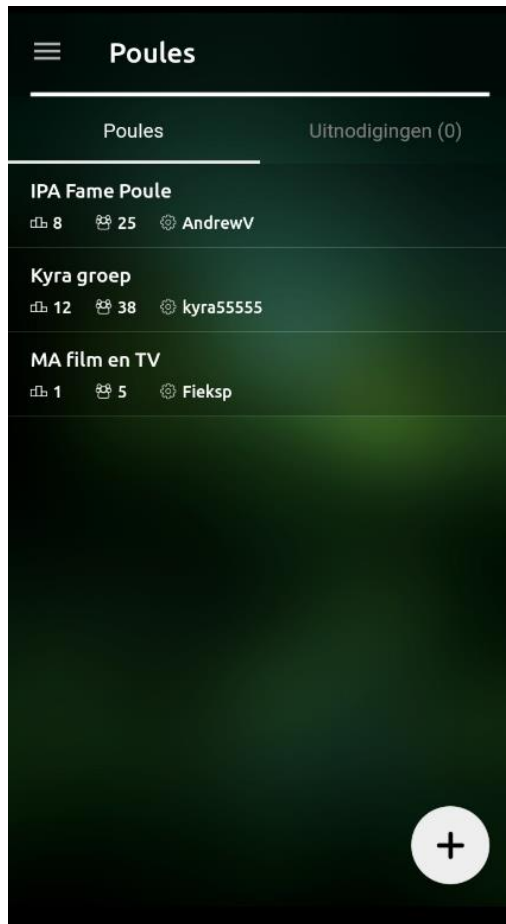 Poules
Poules Uitnodigingen (0)
IPA Fame Poule
8 25 AndrewV
Kyra groep
12 38 kyra55555
MA film en TV
1 5 Fieksp
+